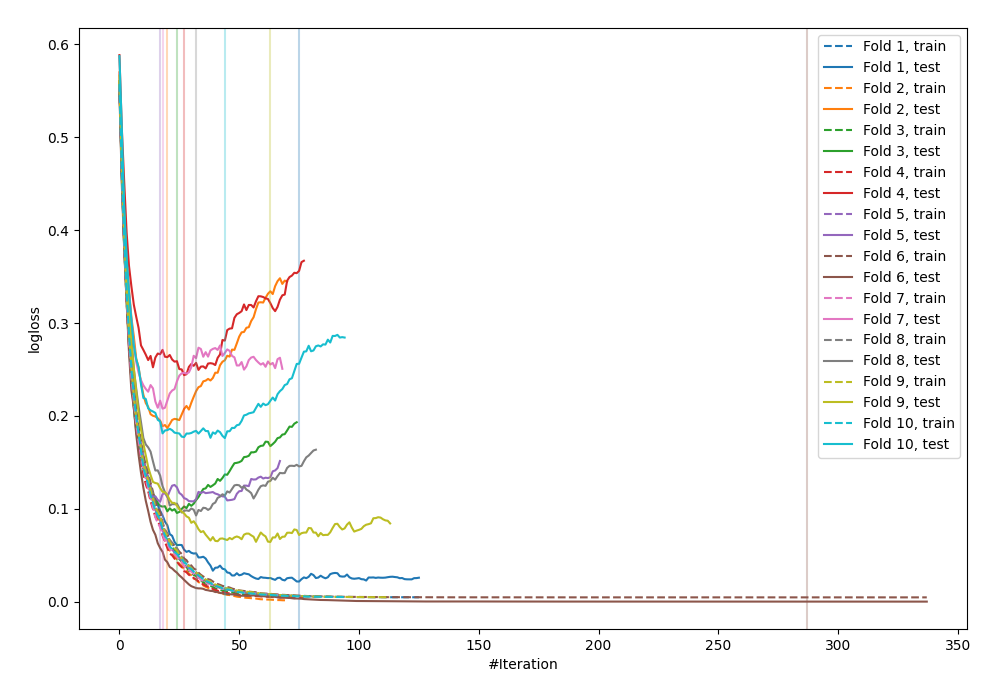 0.6
0.5
0.4
0.3
0.2
0.1
0.0
logloss
0
50
100
150
200
250
300
350
#Iteration
Fold 1, train
Fold 1, test
Fold 2, train
Fold 2, test
Fold 3, train
Fold 3, test
Fold 4, train
Fold 4, test
Fold 5, train
Fold 5, test
Fold 6, train
Fold 6, test
Fold 7, train
Fold 7, test
Fold 8, train
Fold 8, test
Fold 9, train
Fold 9, test
Fold 10, train
Fold 10, test